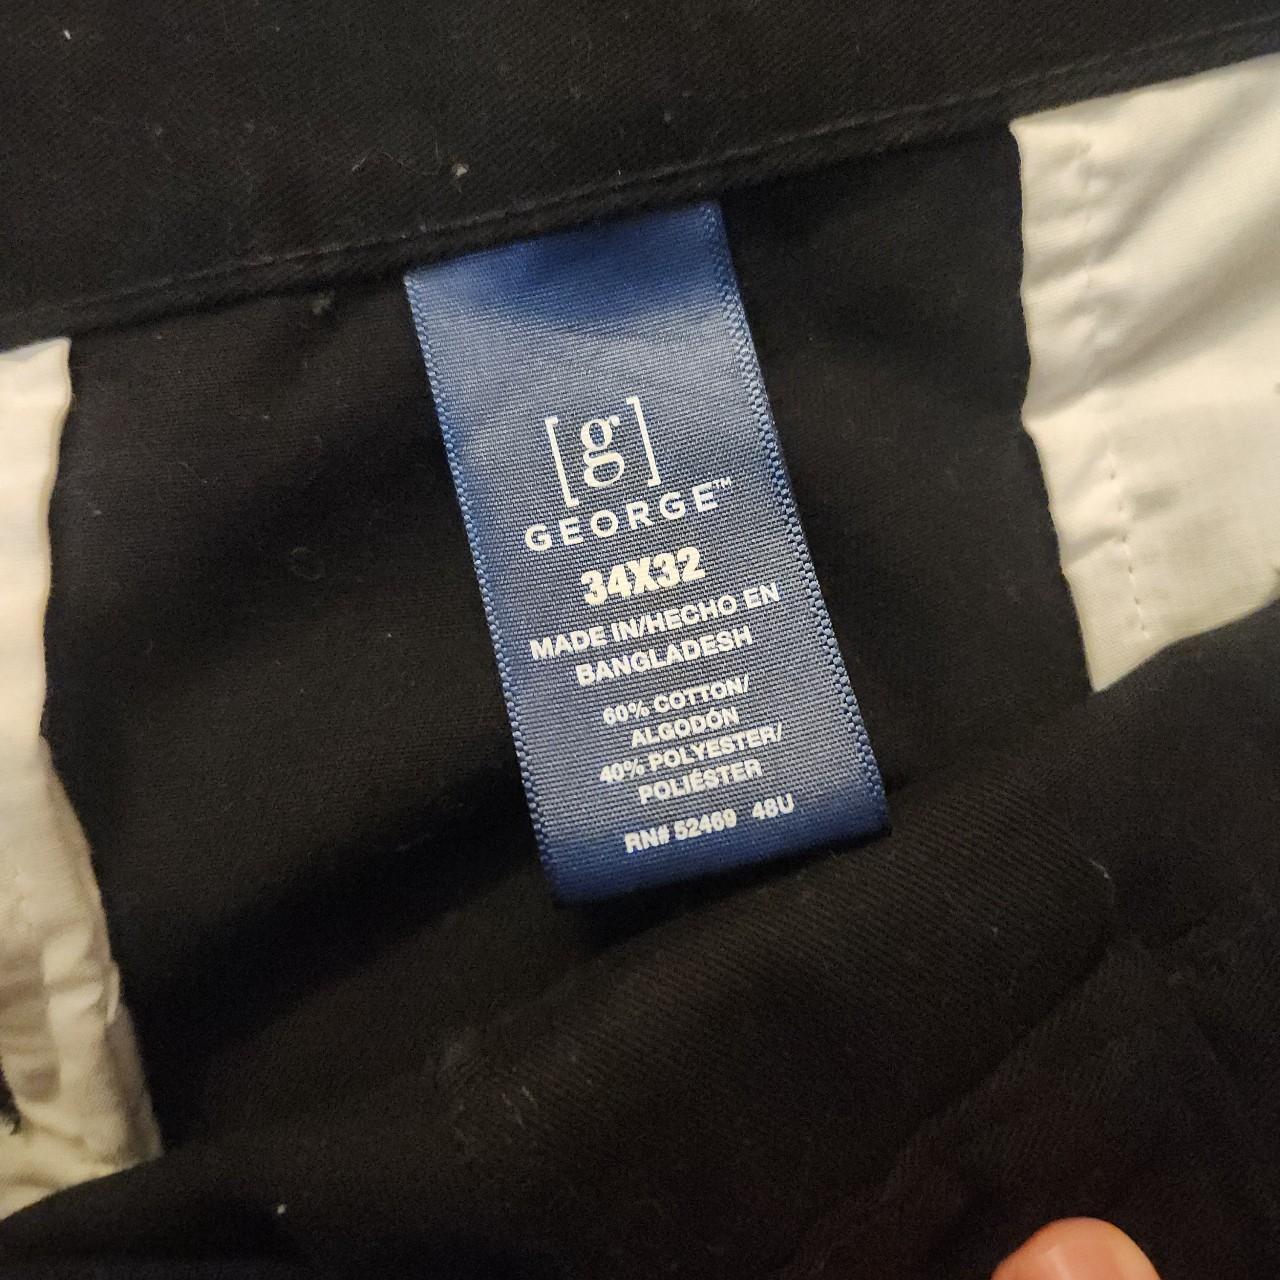 [g]
GEORGE™
34X32
MADE IN/HECHO EN
BANGLADESH
60% COTTON/
ALGODÓN
40% POLYESTER/
POLIÉSTER
RN# 52469 48U